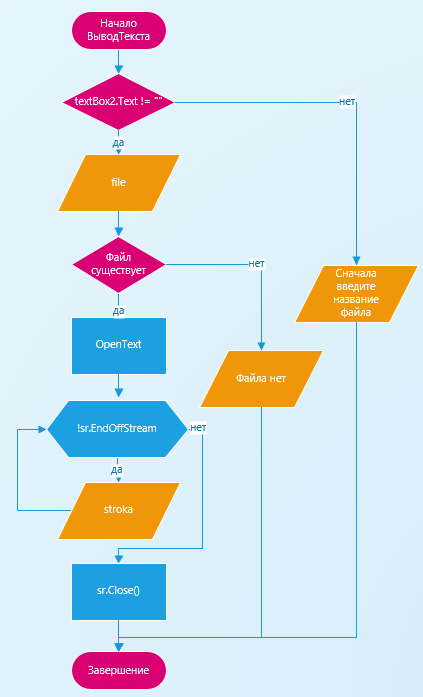 Начало
ВыводТекста
textBox2.Text != ""
нет
да
file
Файл
существует
нет
Сначала
введите
название
файла
да
OpenText
Файла нет
!sr.EndOffStream
нет
да
stroka
sr.Close()
Завершение